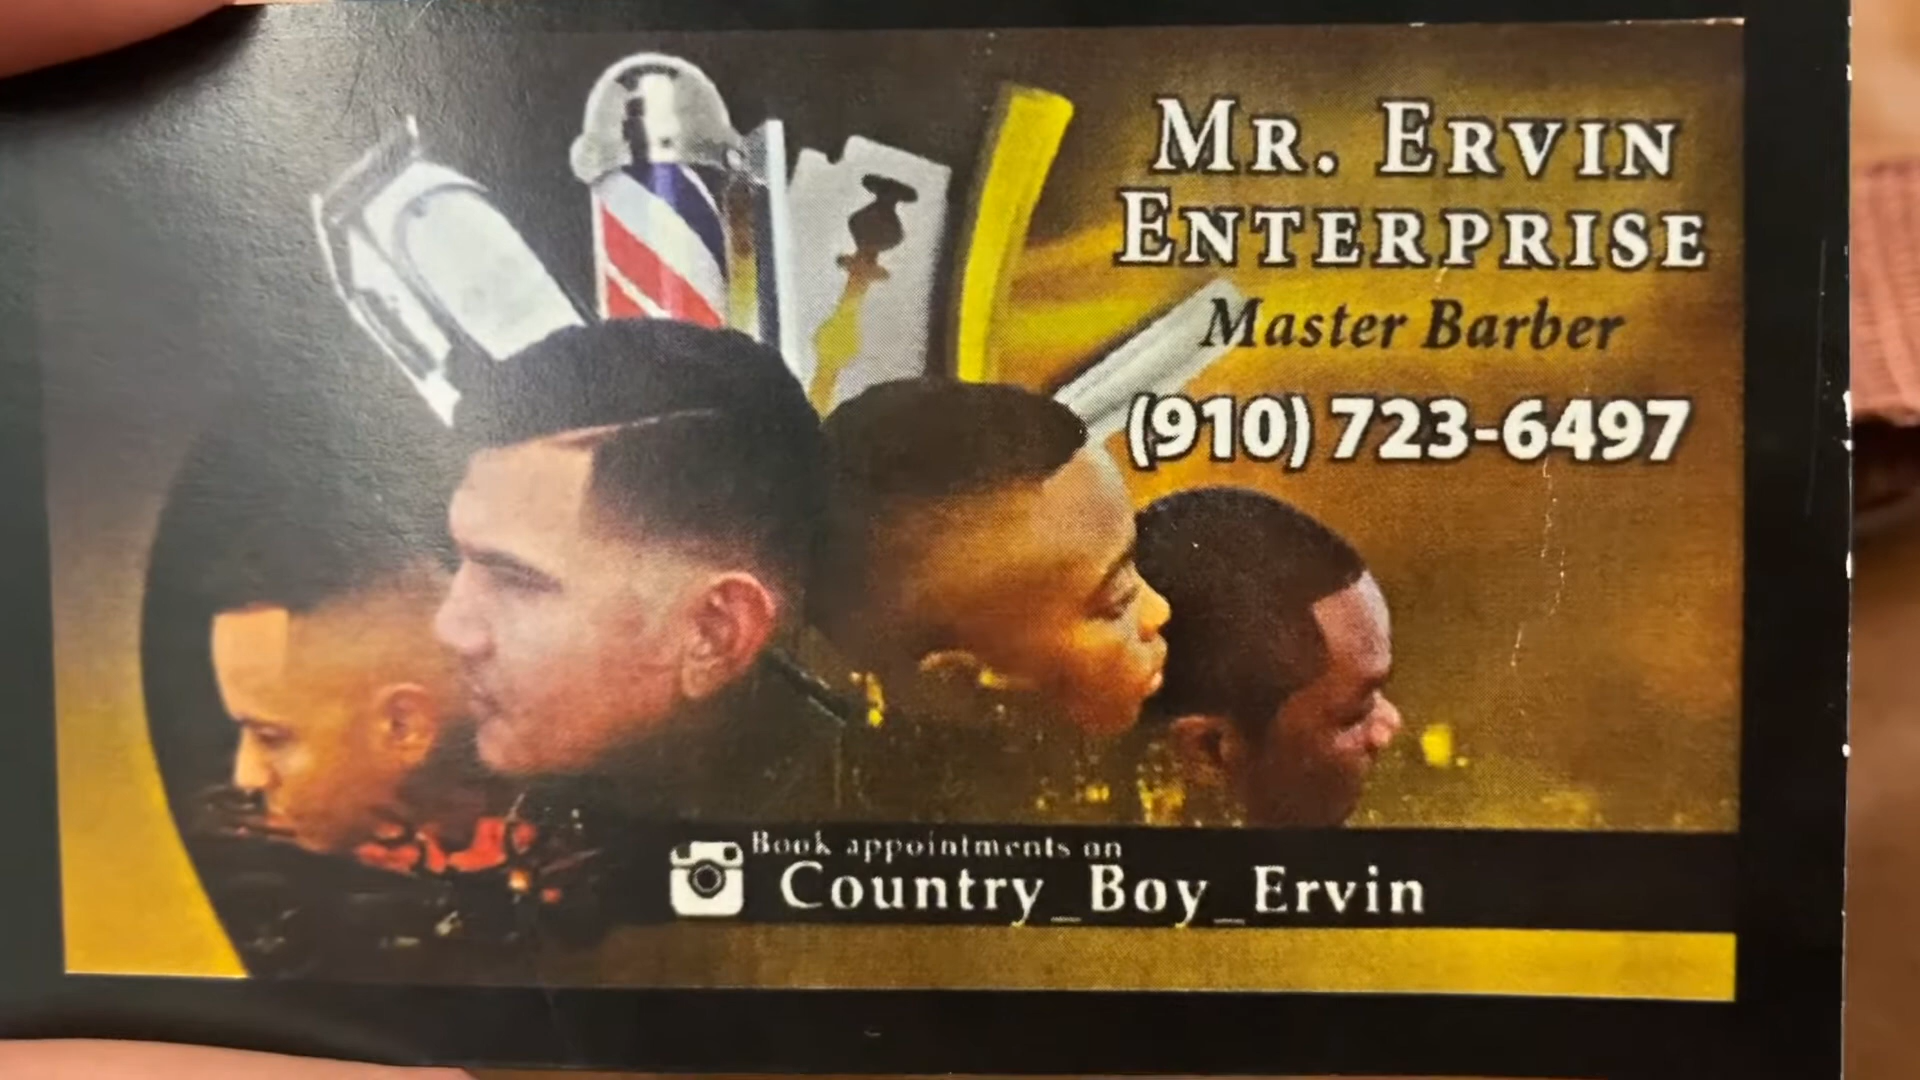 MR. ERVIN
ENTERPRISE
Master Barber
(910) 723-6497
Book appointments on
Country_Boy_Ervin